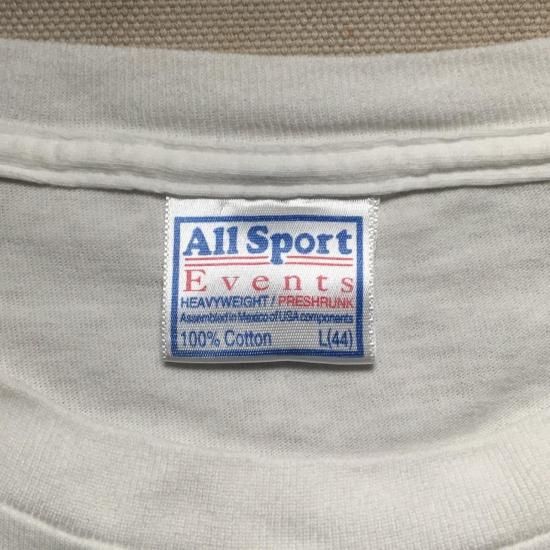 All Sport
Events
HEAVYWEIGHT / PRESHRUNK
Assembled in Mexico of USA components
100% Cotton L(44)